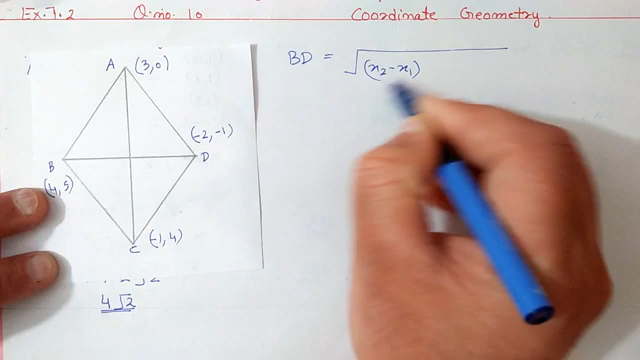 Ex.7.2 Q.no. 10 Coordinate Geometry.
A (3,0)
BD = √(x₂-x₁)
(-2,-1)
B D
(4,5)
C (-1,4)
4√2